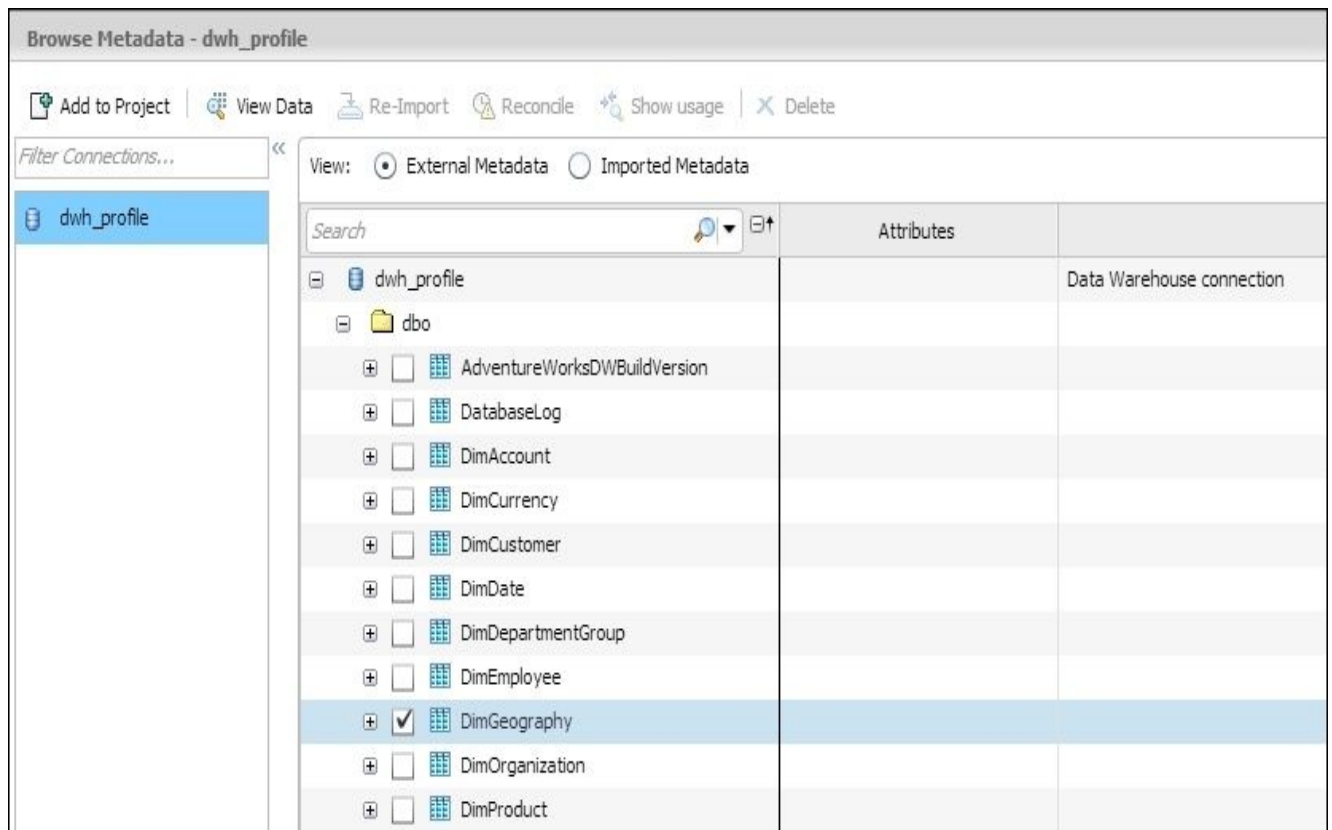 Browse Metadata - dwh_profile
Add to Project View Data Re-Import Reconcile Show usage Delete
Filter Connections...
View: External Metadata Imported Metadata
dwh_profile
Search Attributes
dwh_profile Data Warehouse connection
dbo
AdventureWorksDWBuildVersion
DatabaseLog
DimAccount
DimCurrency
DimCustomer
DimDate
DimDepartmentGroup
DimEmployee
DimGeography
DimOrganization
DimProduct